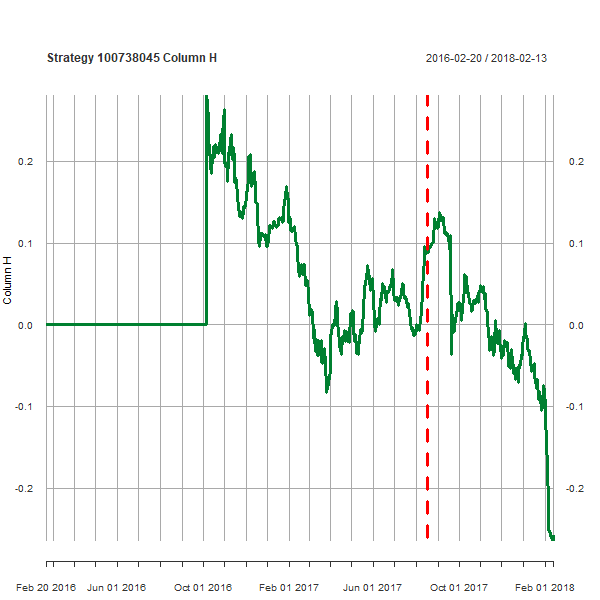 Strategy 100738045 Column H 2016-02-20 / 2018-02-13
0.2 0.2
0.1 0.1
Column H
0.0 0.0
-0.1 -0.1
-0.2 -0.2
Feb 20 2016 Jun 01 2016 Oct 01 2016 Feb 01 2017 Jun 01 2017 Oct 01 2017 Feb 01 2018